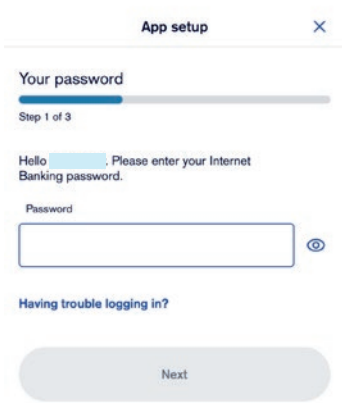 App setup
Your password
Step 1 of 3
Hello . Please enter your Internet
Banking password.
Password
Having trouble logging in?
Next